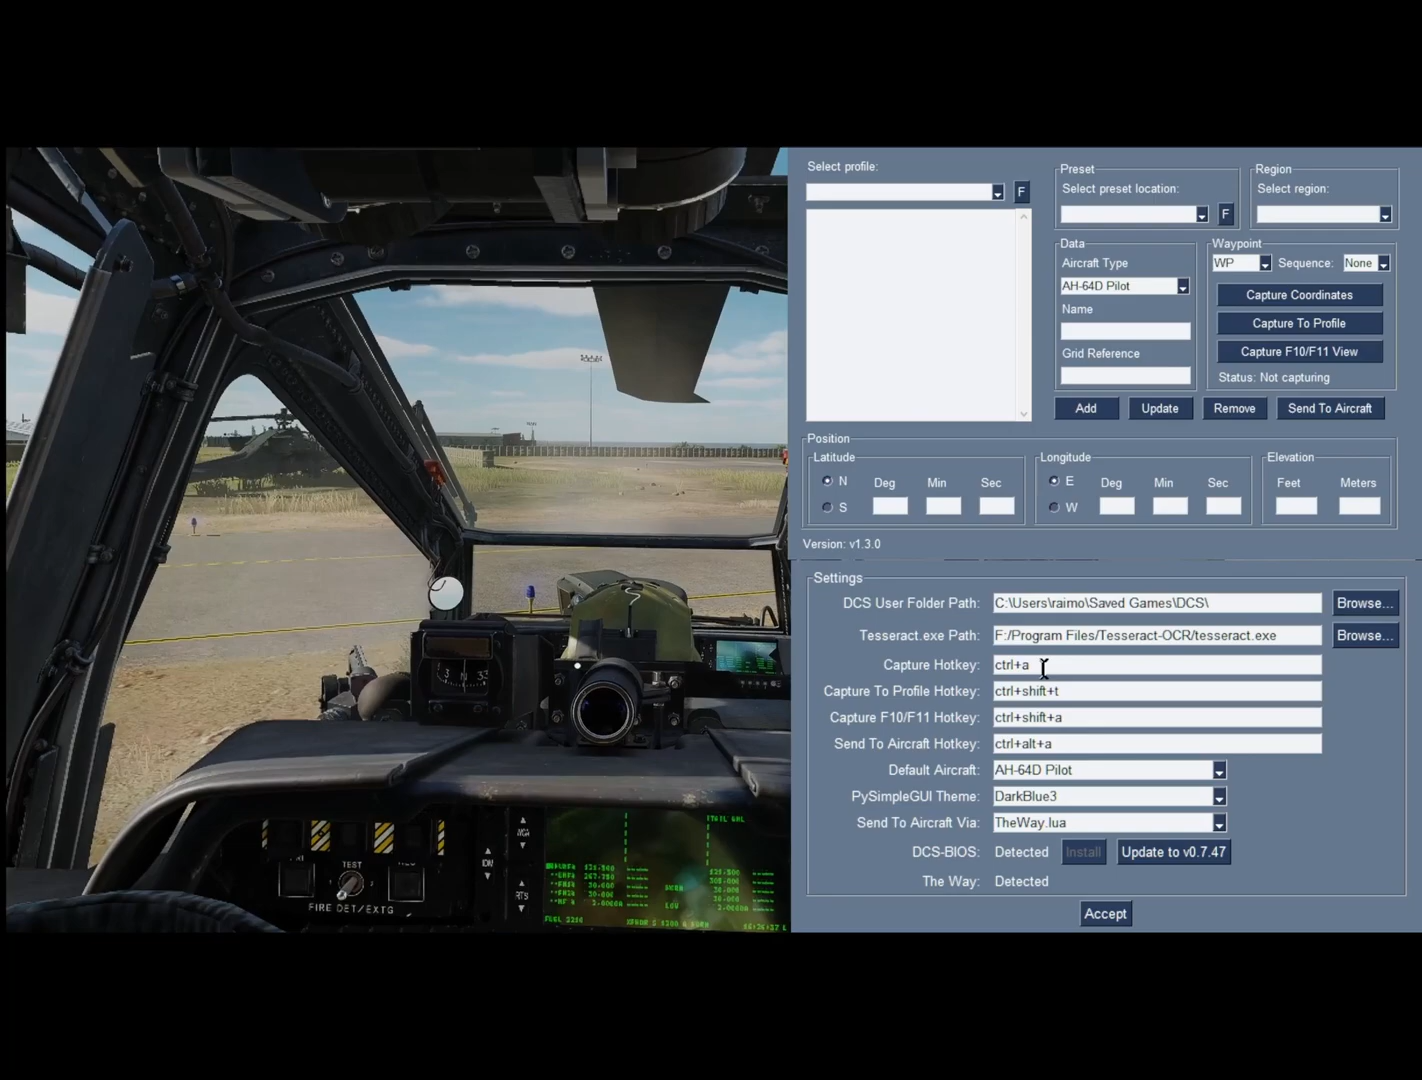 Select profile:
F
Preset
Select preset location:
F
Region
Select region:
Data
Aircraft Type
AH-64D Pilot
Name
Grid Reference
Waypoint
WP
Sequence:
None
Capture Coordinates
Capture To Profile
Capture F10/F11 View
Status: Not capturing
Add
Update
Remove
Send To Aircraft
Position
Latitude
N
S
Deg
Min
Sec
Longitude
E
W
Deg
Min
Sec
Elevation
Feet
Meters
Version: v1.3.0
Settings
DCS User Folder Path: C:\Users\raimo\Saved Games\DCS\ Browse...
Tesseract.exe Path: F:/Program Files/Tesseract-OCR/tesseract.exe Browse...
Capture Hotkey: ctrl+a
Capture To Profile Hotkey: ctrl+shift+t
Capture F10/F11 Hotkey: ctrl+shift+a
Send To Aircraft Hotkey: ctrl+alt+a
Default Aircraft: AH-64D Pilot
PySimpleGUI Theme: DarkBlue3
Send To Aircraft Via: TheWay.lua
DCS-BIOS: Detected Install Update to v0.7.47
The Way: Detected
Accept
3 N 33
TEST
1 2
FIRE DET/EXTG
IDM
RTS